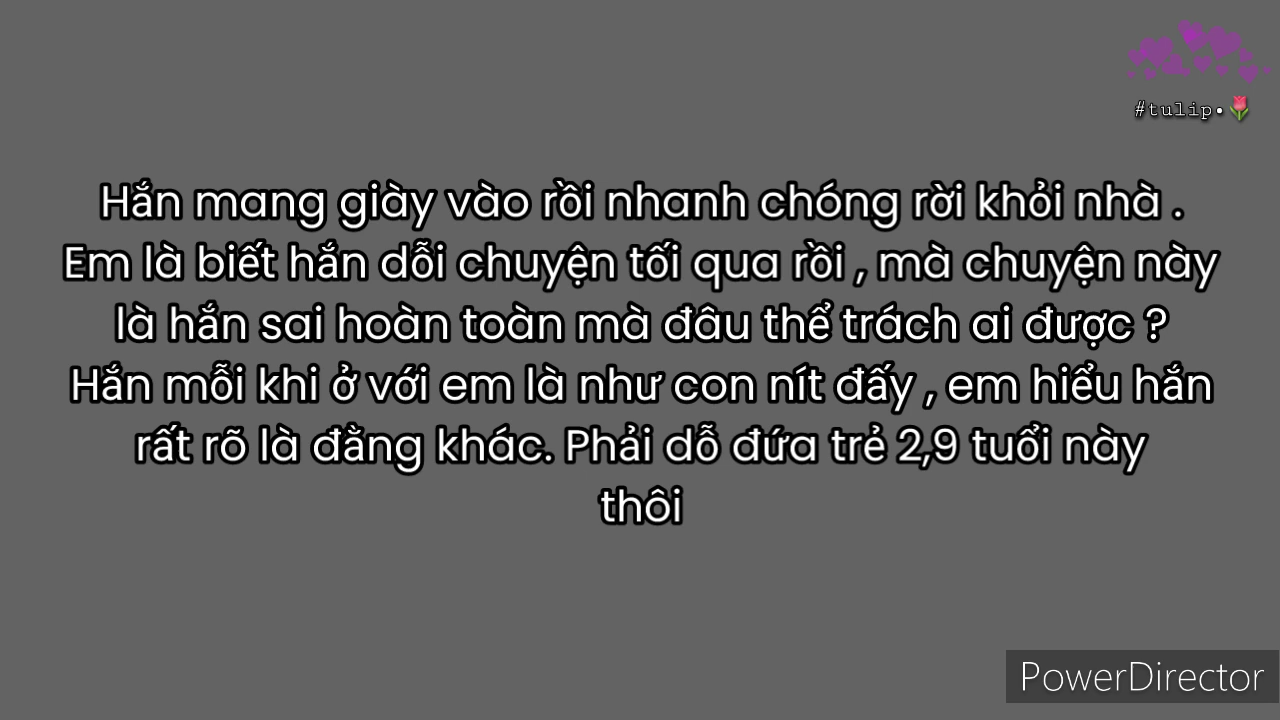 #tulip•🌷
Hắn mang giày vào rồi nhanh chóng rời khỏi nhà .
Em là biết hắn dỗi chuyện tối qua rồi , mà chuyện này
là hắn sai hoàn toàn mà đâu thể trách ai được ?
Hắn mỗi khi ở với em là như con nít đấy , em hiểu hắn
rất rõ là đằng khác. Phải dỗ đứa trẻ 2,9 tuổi này
thôi
PowerDirector